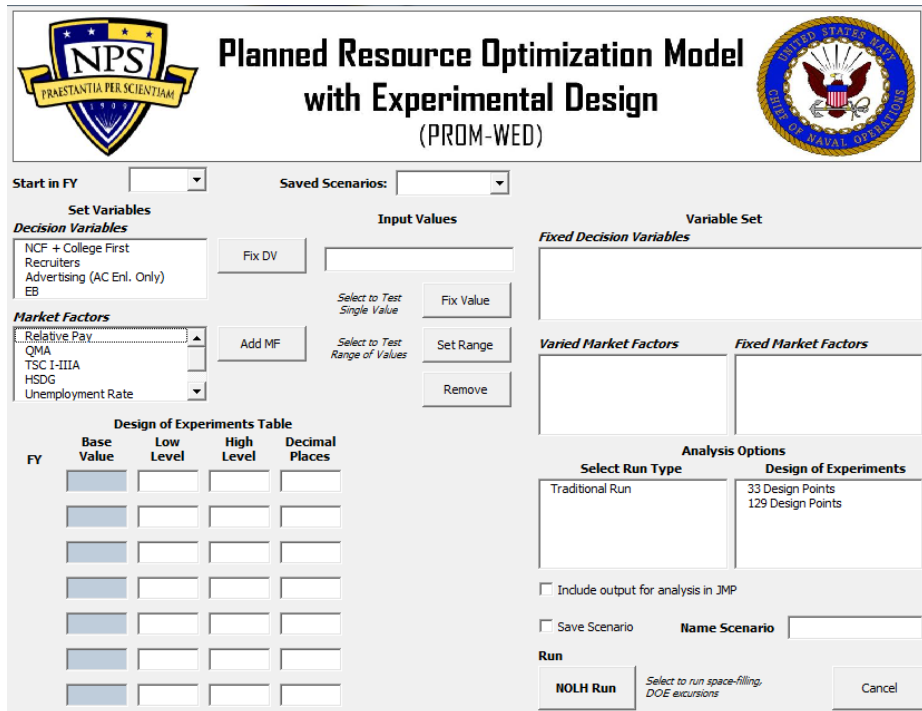 NPS
PRAESTANTIA PER SCIENTIAM
1909
Planned Resource Optimization Model
with Experimental Design
(PROM-WED)
UNITED STATES NAVY
CHIEF OF NAVAL OPERATIONS
Start in FY
Saved Scenarios:
Set Variables
Decision Variables
NCF + College First
Recruiters
Advertising (AC Enl. Only)
EB
Fix DV
Market Factors
Relative Pay
QMA
TSC I-IIIA
HSDG
Unemployment Rate
Add MF
Input Values
Select to Test
Single Value
Fix Value
Select to Test
Range of Values
Set Range
Remove
Variable Set
Fixed Decision Variables
Varied Market Factors
Fixed Market Factors
Design of Experiments Table
FY
Base
Value
Low
Level
High
Level
Decimal
Places
Analysis Options
Select Run Type
Design of Experiments
Traditional Run
33 Design Points
129 Design Points
Include output for analysis in JMP
Save Scenario
Name Scenario
Run
NOLH Run
Select to run space-filling,
DOE excursions
Cancel